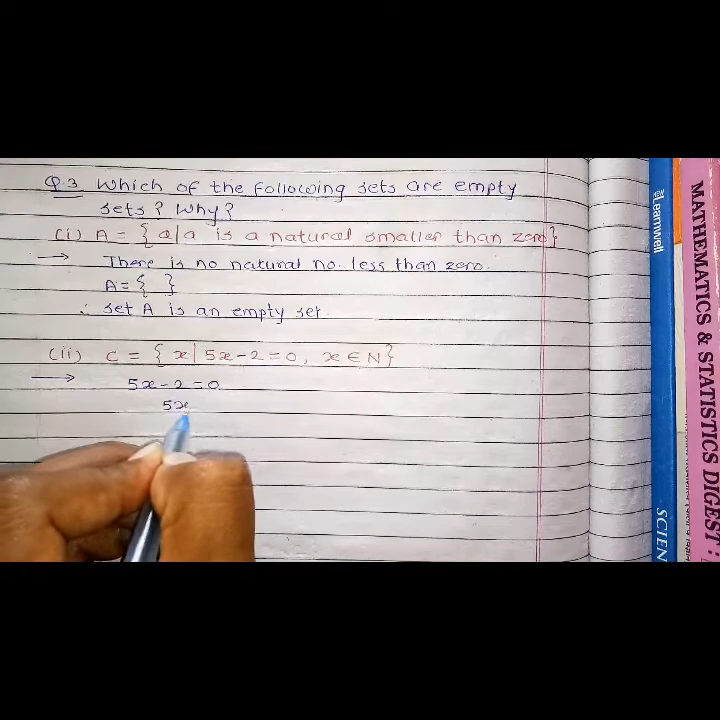 Q.3 Which of the following sets are empty
sets? Why?
(i) A = { a | a is a natural smaller than zero }
→ There is no natural no. less than zero.
A = {  }
∴ set A is an empty set.
(ii) C = { x | 5x - 2 = 0, x ∈ N }
→ 5x - 2 = 0
5x
Learnwell
SCIEN
MATHEMATICS & STATISTICS DIGEST :